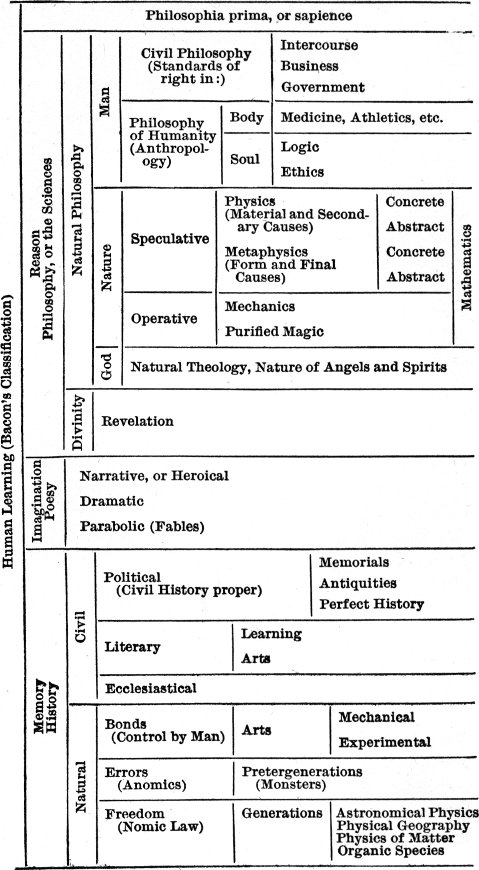 Human Learning (Bacon's Classification)
Philosophia prima, or sapience
Reason
Philosophy, or the Sciences
Natural Philosophy
Man
Civil Philosophy
(Standards of
right in:)
Intercourse
Business
Government
Philosophy
of Humanity
(Anthropol-
ogy)
Body
Medicine, Athletics, etc.
Soul
Logic
Ethics
Nature
Speculative
Physics
(Material and Second-
ary Causes)
Concrete
Abstract
Metaphysics
(Form and Final
Causes)
Concrete
Abstract
Mathematics
Operative
Mechanics
Purified Magic
God
Natural Theology, Nature of Angels and Spirits
Divinity
Revelation
Imagination
Poesy
Narrative, or Heroical
Dramatic
Parabolic (Fables)
Memory
History
Civil
Political
(Civil History proper)
Memorials
Antiquities
Perfect History
Literary
Learning
Arts
Ecclesiastical
Natural
Bonds
(Control by Man)
Arts
Mechanical
Experimental
Errors
(Anomics)
Pretergenerations
(Monsters)
Freedom
(Nomic Law)
Generations
Astronomical Physics
Physical Geography
Physics of Matter
Organic Species